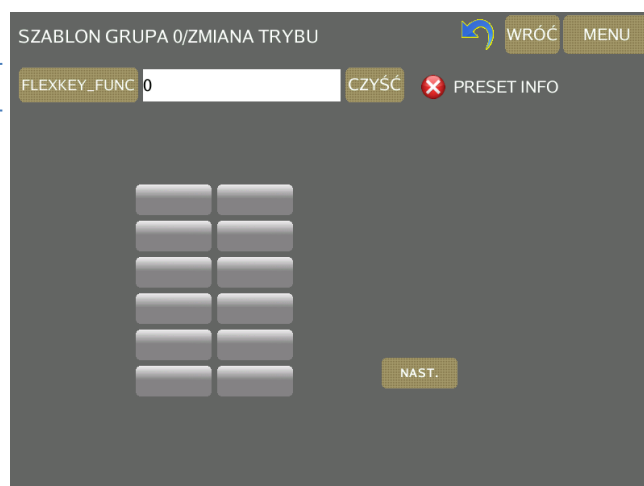 SZABLON GRUPA 0/ZMIANA TRYBU WRÓĆ MENU
FLEXKEY_FUNC 0 CZYŚĆ PRESET INFO
NAST.